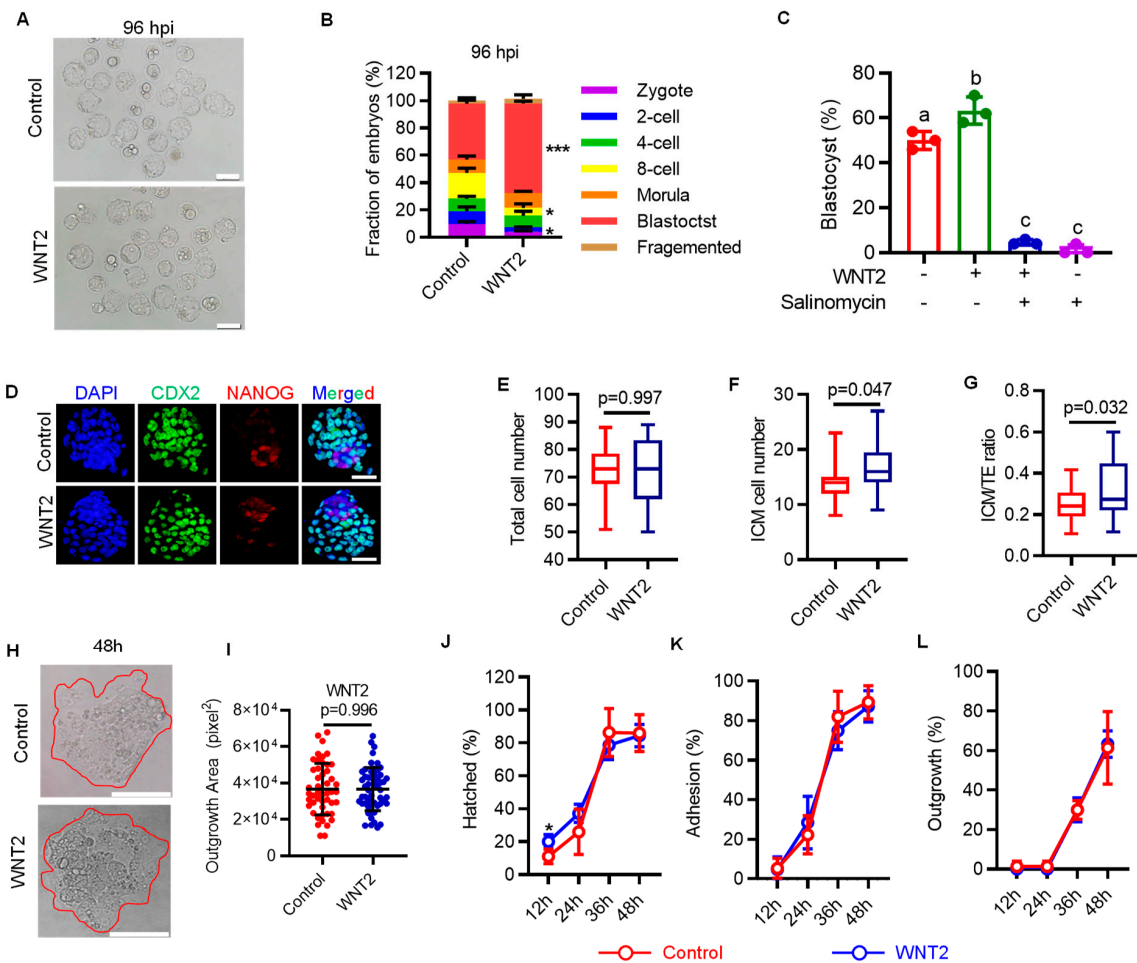 A
96 hpi
Control
WNT2
B
96 hpi
Fraction of embryos (%)
120
100
80
60
40
20
0
***
*
*
Control
WNT2
Zygote
2-cell
4-cell
8-cell
Morula
Blastoctst
Fragemented
C
Blastocyst (%)
80
60
40
20
0
a
b
c
c
WNT2 - + + -
Salinomycin - - + +
D
DAPI CDX2 NANOG Merged
Control
WNT2
E
Total cell number
p=0.997
100
90
80
70
60
50
40
Control
WNT2
F
ICM cell number
p=0.047
30
20
10
0
Control
WNT2
G
ICM/TE ratio
p=0.032
0.8
0.6
0.4
0.2
0.0
Control
WNT2
H
48h
Control
WNT2
I
Outgrowth Area (pixel²)
WNT2
p=0.996
8×10⁴
6×10⁴
4×10⁴
2×10⁴
0
Control
WNT2
J
Hatched (%)
120
100
80
60
40
20
0
*
12h
24h
36h
48h
K
Adhesion (%)
100
80
60
40
20
0
12h
24h
36h
48h
L
Outgrowth (%)
100
80
60
40
20
0
12h
24h
36h
48h
Control
WNT2